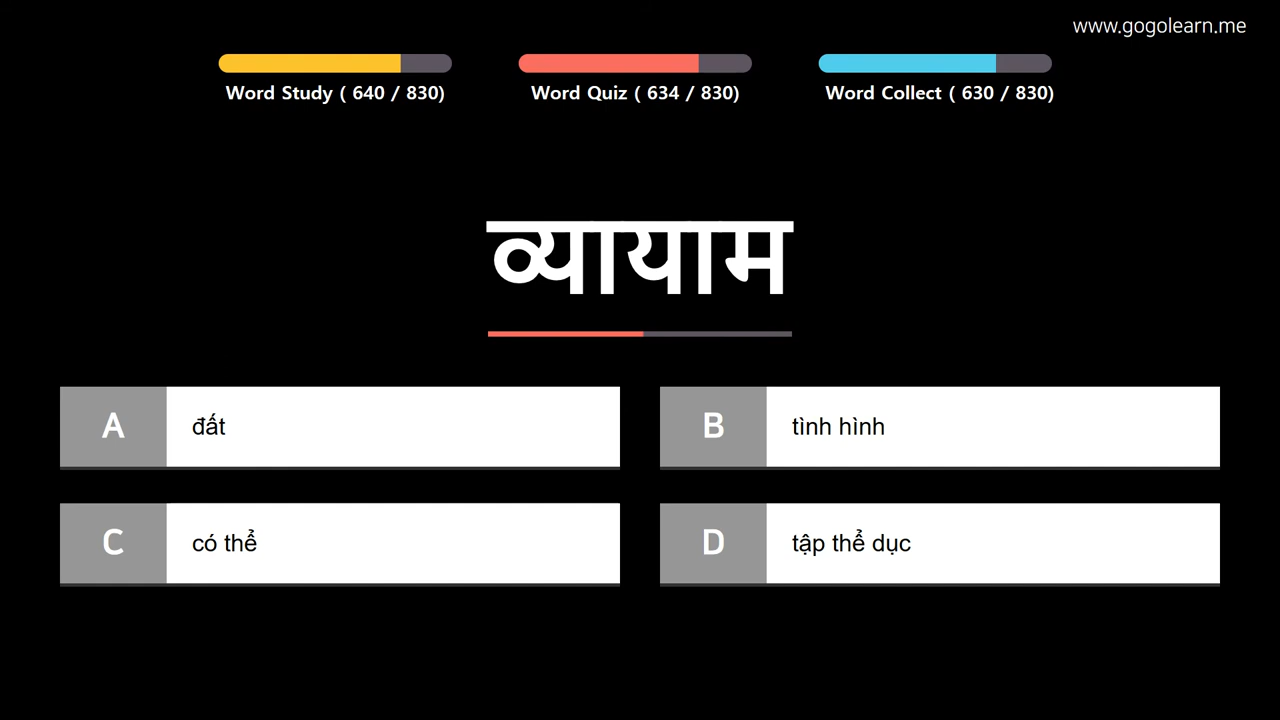 www.gogolearn.me
Word Study ( 640 / 830)
Word Quiz ( 634 / 830)
Word Collect ( 630 / 830)
व्यायाम
A
đất
B
tình hình
C
có thể
D
tập thể dục